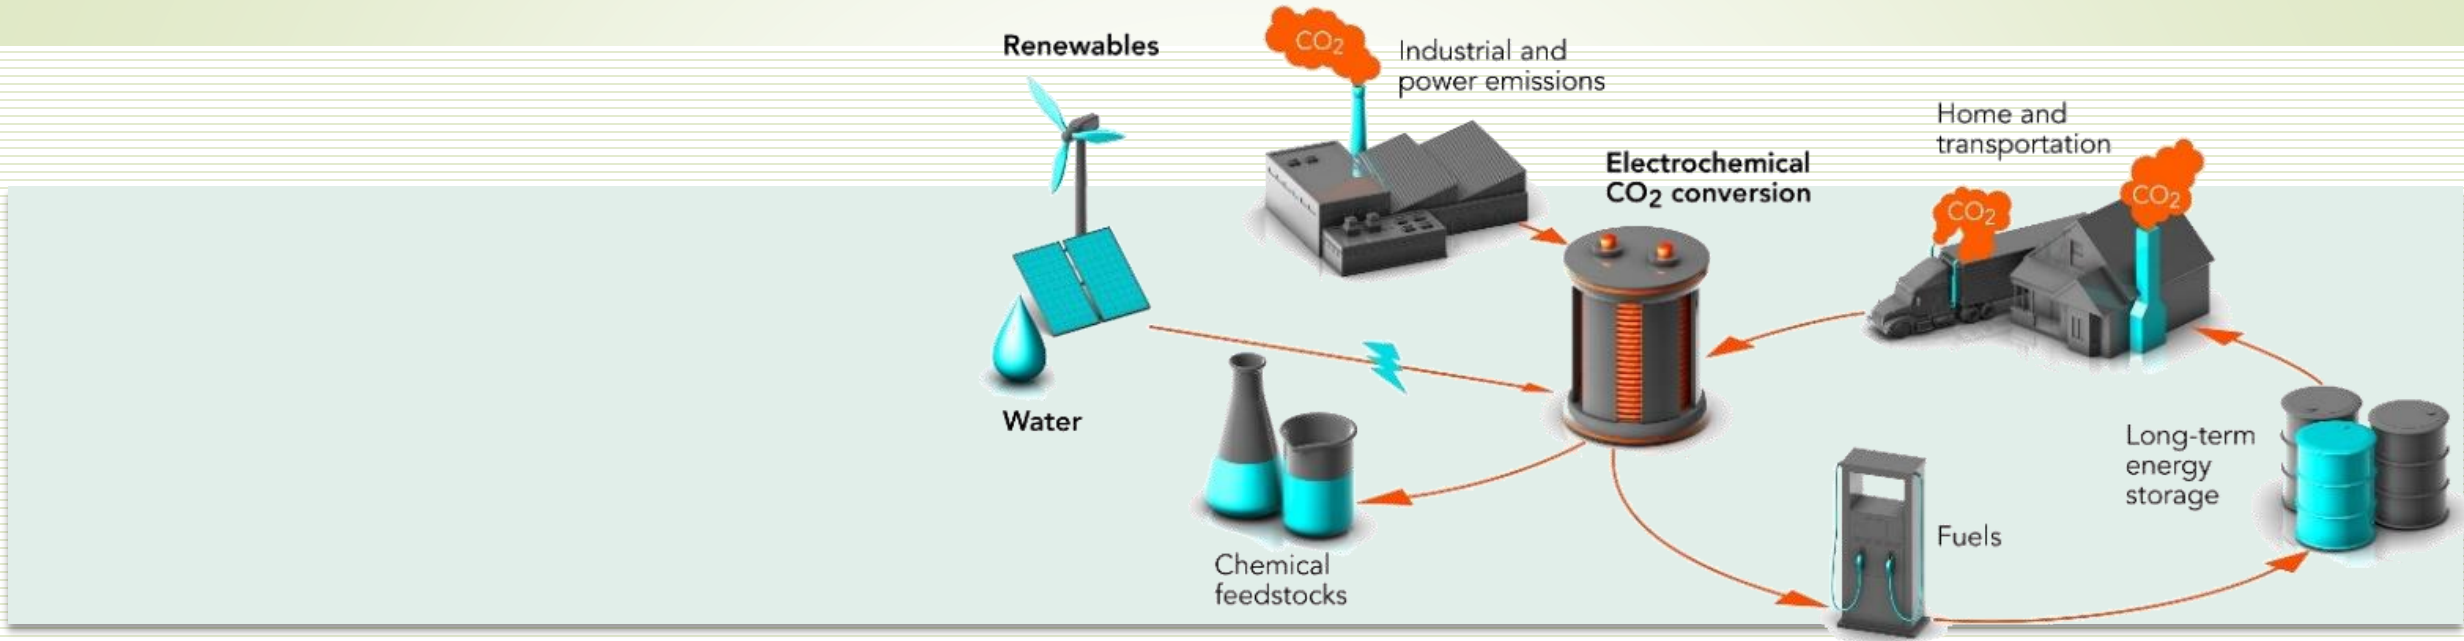 Renewables
CO2
Industrial and
power emissions
Home and
transportation
Electrochemical
CO2 conversion
CO2
CO2
Water
Long-term
energy
storage
Fuels
Chemical
feedstocks